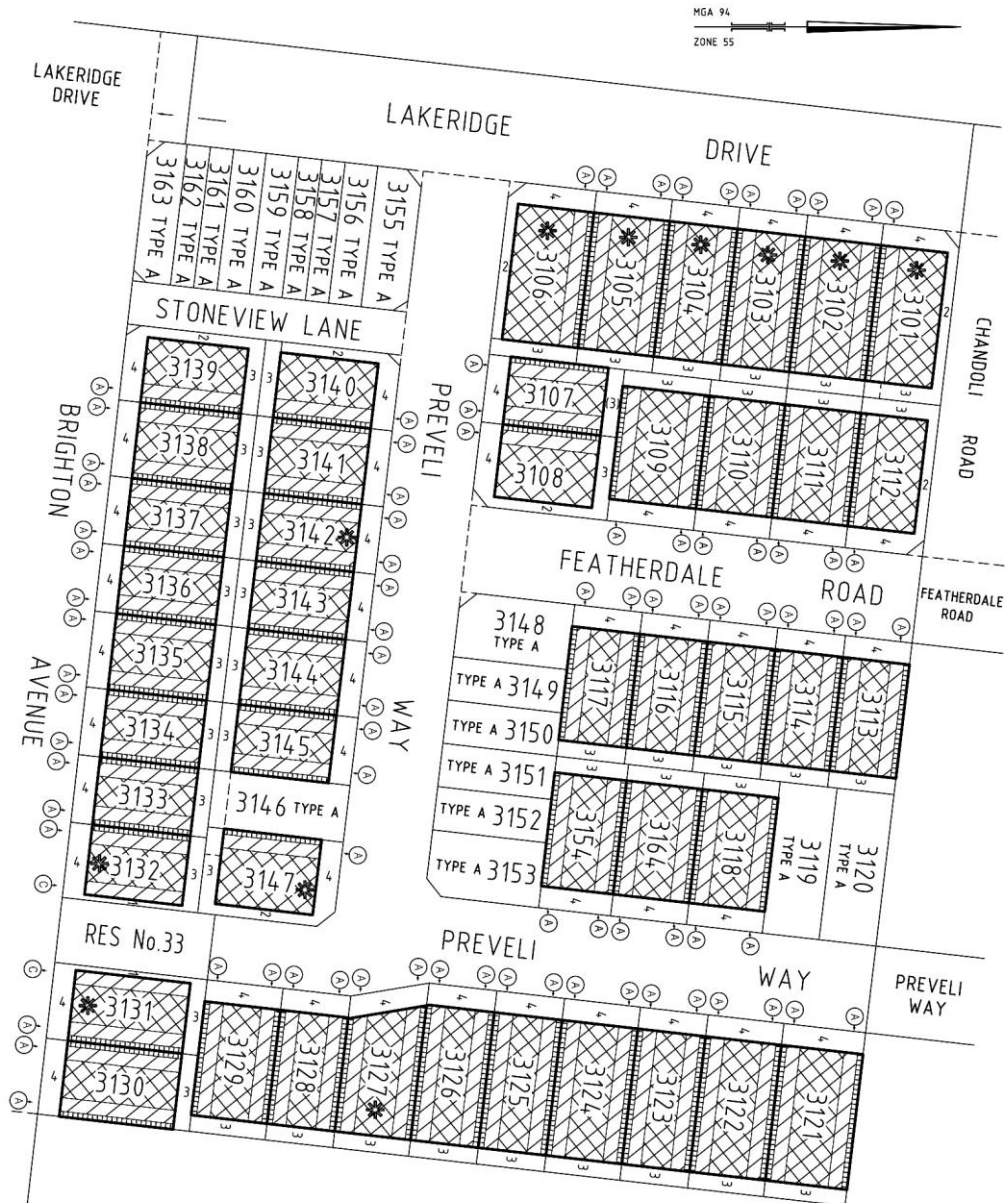 MGA 94
ZONE 55
LAKERIDGE
DRIVE
LAKERIDGE
DRIVE
3163 TYPE A
3162 TYPE A
3161 TYPE A
3160 TYPE A
3159 TYPE A
3158 TYPE A
3157 TYPE A
3156 TYPE A
3155 TYPE A
STONEVIEW LANE
PREVELI
WAY
3106
3105
3104
3103
3102
3101
CHANDOLI
ROAD
3107
3108
3109
3110
3111
3112
FEATHERDALE
ROAD
FEATHERDALE
ROAD
BRIGHTON
AVENUE
3139
3138
3137
3136
3135
3134
3133
3132
3140
3141
3142
3143
3144
3145
3146 TYPE A
3147
3148
TYPE A
TYPE A 3149
TYPE A 3150
TYPE A 3151
TYPE A 3152
TYPE A 3153
3117
3116
3115
3114
3113
3154
3164
3118
3119
TYPE A
3120
TYPE A
RES No.33
PREVELI
WAY
PREVELI
WAY
3131
3130
3129
3128
3127
3126
3125
3124
3123
3122
3121